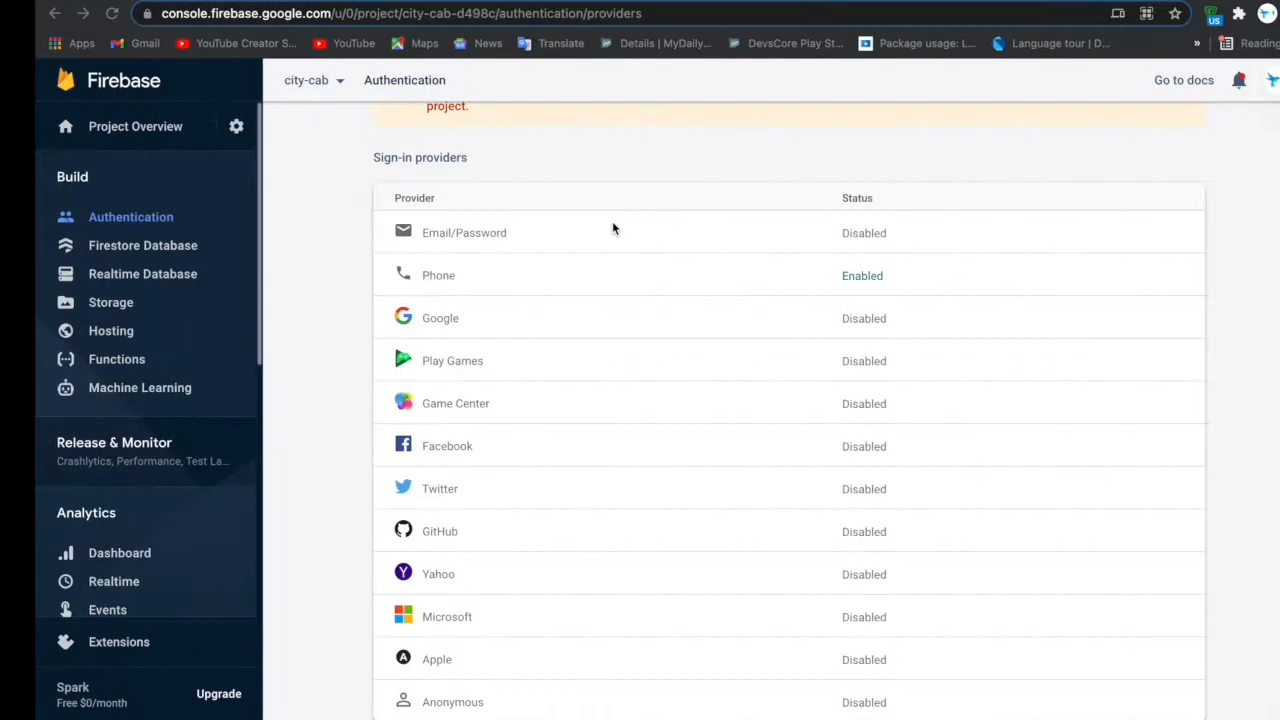 console.firebase.google.com/u/0/project/city-cab-d498c/authentication/providers
US
Apps Gmail YouTube Creator S... YouTube Maps News Translate Details | MyDaily... DevsCore Play St... Package usage: L... Language tour | D... » Reading
Firebase
city-cab Authentication Go to docs
project.
Project Overview
Sign-in providers
Build
Provider Status
Authentication
Email/Password Disabled
Firestore Database
Realtime Database
Phone Enabled
Storage
Google Disabled
Hosting
Functions
Play Games Disabled
Machine Learning
Game Center Disabled
Release & Monitor
Facebook Disabled
Crashlytics, Performance, Test La...
Twitter Disabled
Analytics
GitHub Disabled
Dashboard
Yahoo Disabled
Realtime
Events
Microsoft Disabled
Extensions
Apple Disabled
Spark
Upgrade
Free $0/month
Anonymous Disabled